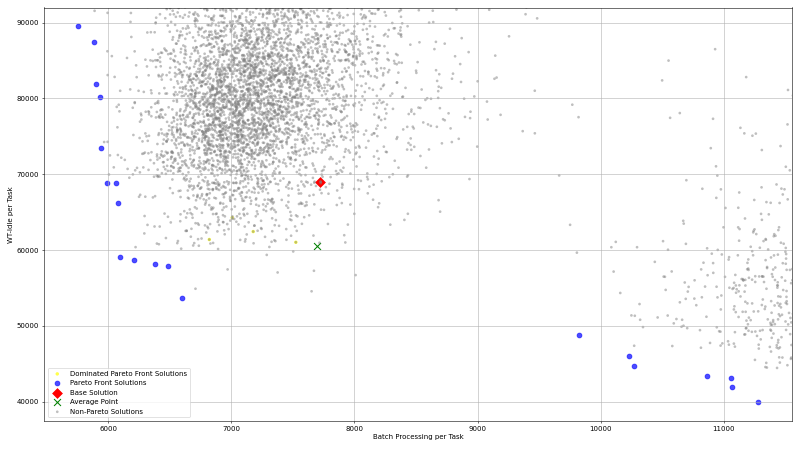 90000
80000
70000
60000
50000
40000
WT-Idle per Task
Dominated Pareto Front Solutions
Pareto Front Solutions
Base Solution
Average Point
Non-Pareto Solutions
6000 7000 8000 9000 10000 11000
Batch Processing per Task